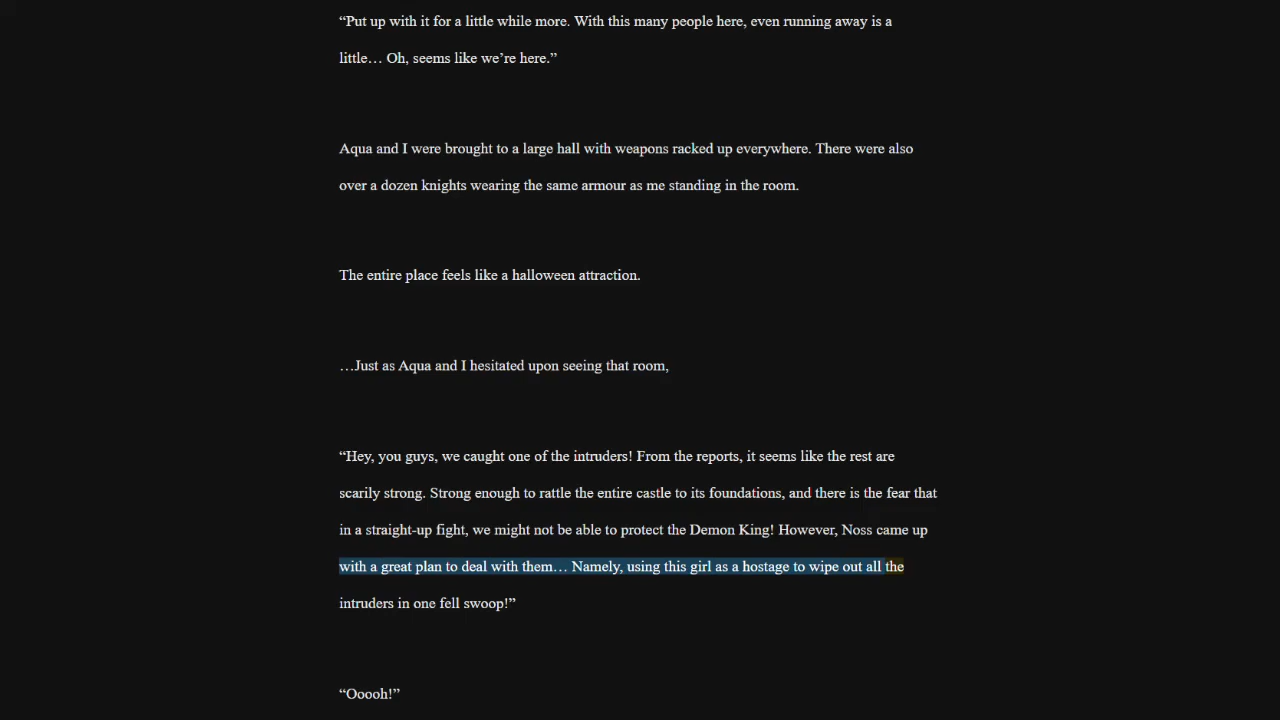 “Put up with it for a little while more. With this many people here, even running away is a
little… Oh, seems like we’re here.”
Aqua and I were brought to a large hall with weapons racked up everywhere. There were also
over a dozen knights wearing the same armour as me standing in the room.
The entire place feels like a halloween attraction.
…Just as Aqua and I hesitated upon seeing that room,
“Hey, you guys, we caught one of the intruders! From the reports, it seems like the rest are
scarily strong. Strong enough to rattle the entire castle to its foundations, and there is the fear that
in a straight-up fight, we might not be able to protect the Demon King! However, Noss came up
with a great plan to deal with them… Namely, using this girl as a hostage to wipe out all the
intruders in one fell swoop!”
“Ooooh!”